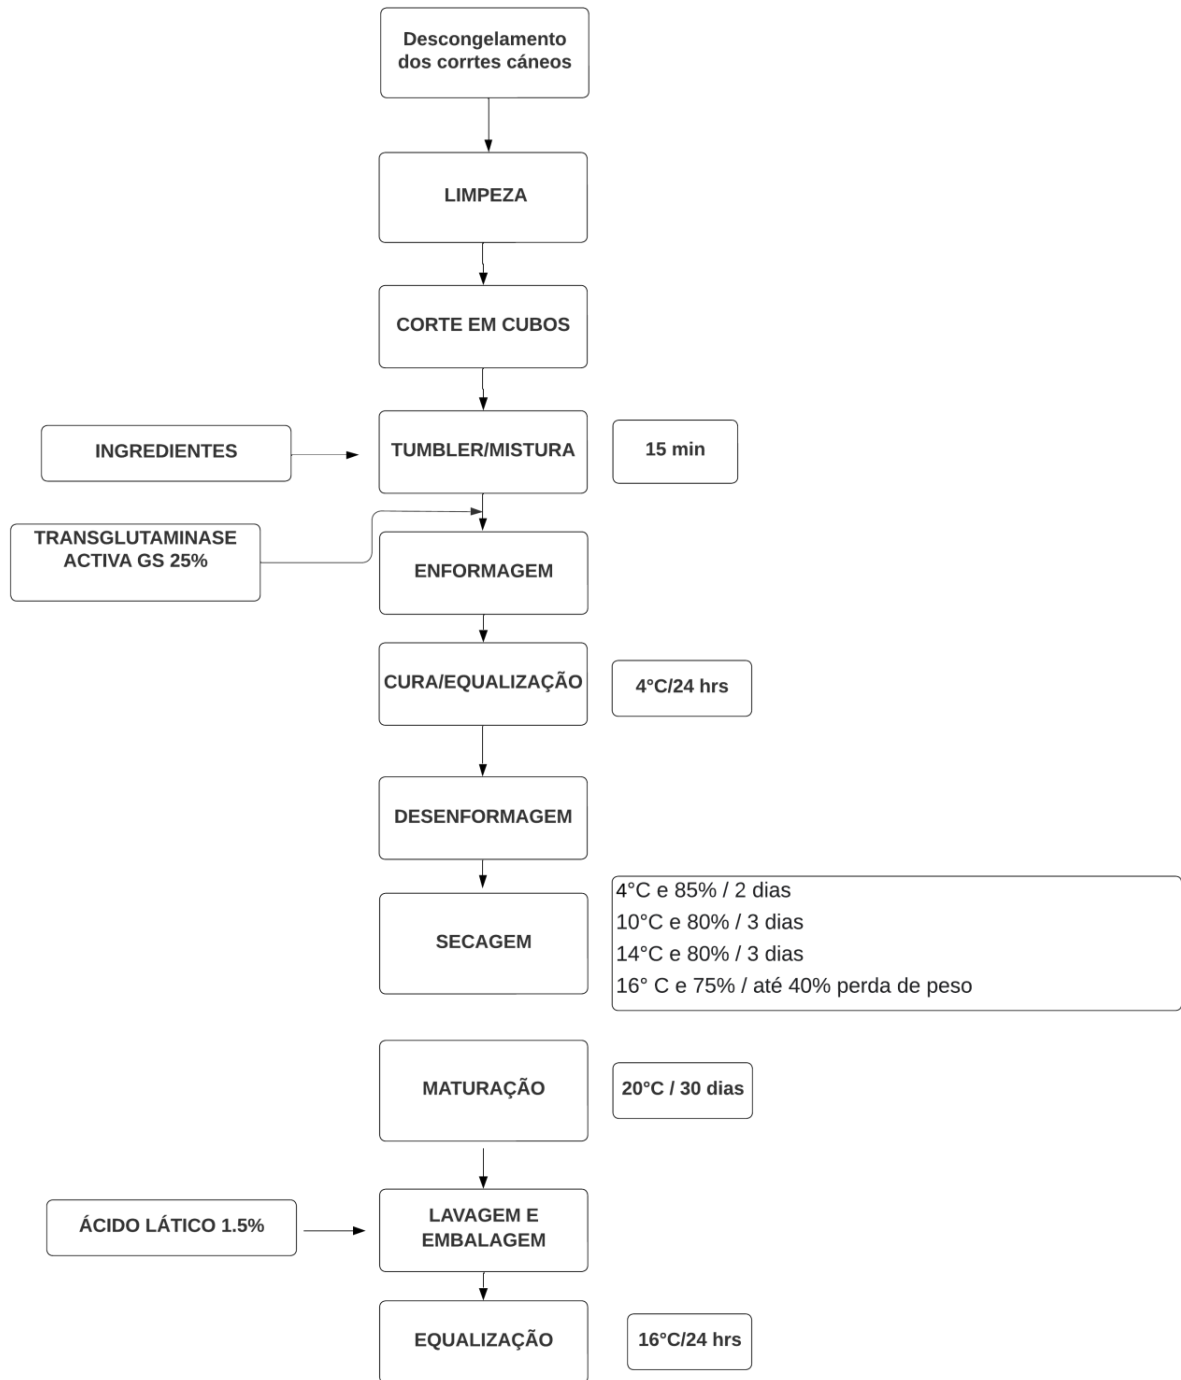 Descongelamento
dos corrtes cáneos
LIMPEZA
CORTE EM CUBOS
INGREDIENTES
TUMBLER/MISTURA
15 min
TRANSGLUTAMINASE
ACTIVA GS 25%
ENFORMAGEM
CURA/EQUALIZAÇÃO
4°C/24 hrs
DESENFORMAGEM
SECAGEM
4°C e 85% / 2 dias
10°C e 80% / 3 dias
14°C e 80% / 3 dias
16° C e 75% / até 40% perda de peso
MATURAÇÃO
20°C / 30 dias
ÁCIDO LÁTICO 1.5%
LAVAGEM E
EMBALAGEM
EQUALIZAÇÃO
16°C/24 hrs